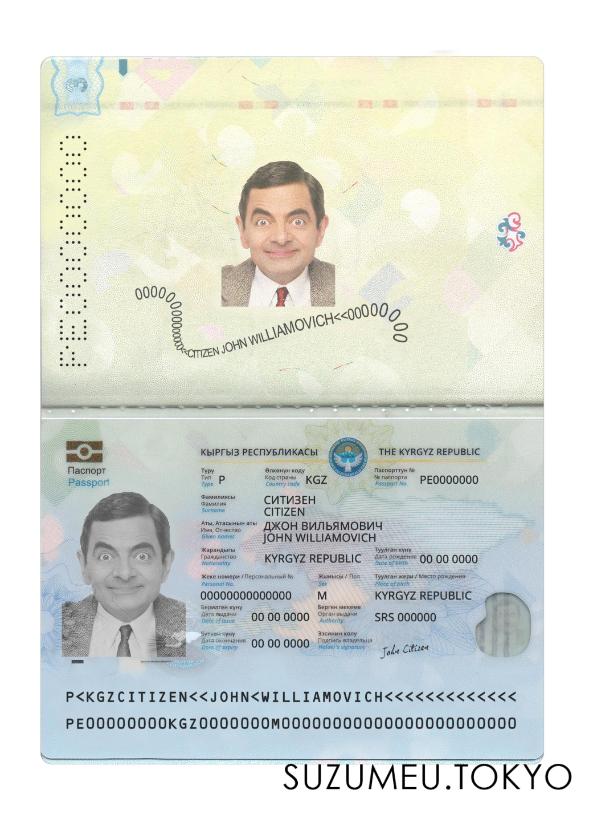 PE0000000
0000000000000<<CITIZEN JOHN WILLIAMOVICH<<00000000
КЫРГЫЗ РЕСПУБЛИКАСЫ THE KYRGYZ REPUBLIC
Паспорт
Passport
Түрү
Тип P
Type
Өлкөнүн коду
Код страны KGZ
Country code
Паспорттун №
№ паспорта PE0000000
Passport No
Фамилиясы
Фамилия
Surname
СИТИЗЕН
CITIZEN
Аты, Атасынын аты
Имя, Отчество
Given names
ДЖОН ВИЛЬЯМОВИЧ
JOHN WILLIAMOVICH
Жарандыгы
Гражданство KYRGYZ REPUBLIC
Nationality
Туулган күнү
Дата рождения 00 00 0000
Date of birth
Жеке номери / Персональный №
Personal No.
00000000000000
Жынысы / Пол
Sex
M
Туулган жери / Место рождения
Place of birth
KYRGYZ REPUBLIC
Берилген күнү
Дата выдачи 00 00 0000
Date of issue
Берген мекеме
Орган выдачи SRS 000000
Authority
Бүткөн күнү
Дата окончания 00 00 0000
Date of expiry
Ээсинин колу
Подпись владельца
Holder's signature
John Citizen
P<KGZCITIZEN<<JOHN<WILLIAMOVICH<<<<<<<<<<<<<
PE00000000KGZ0000000M00000000000000000000000
SUZUMEU.TOKYO